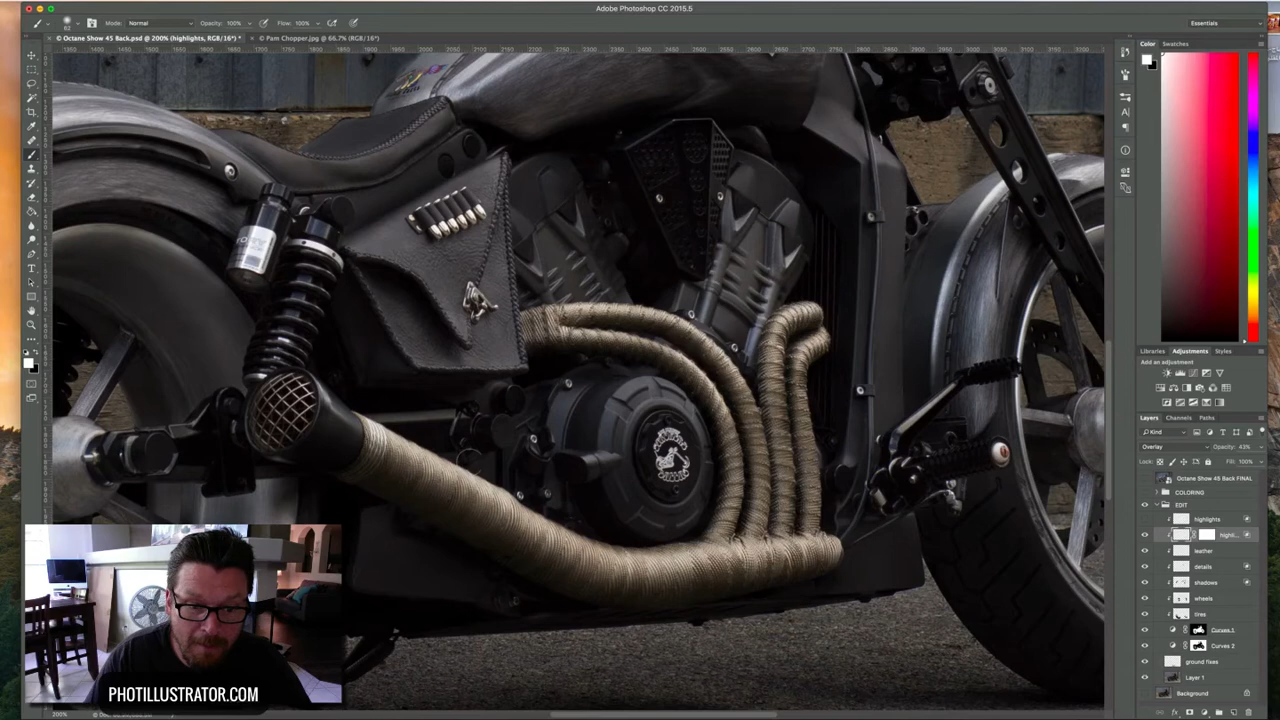 Adobe Photoshop CC 2015.5
Mode: Normal
Opacity: 100%
Flow: 100%
Essentials
© Octane Show 45 Back.psd @ 200% (highlights, RGB/16*) *
© Pam Chopper.jpg @ 66.7% (RGB/16*)
Color
Swatches
Libraries
Adjustments
Styles
Add an adjustment
Layers
Channels
Paths
Kind
Overlay
Opacity: 43%
Lock:
Fill: 100%
Octane Show 45 Back FINAL
COLORING
EDIT
highlights
highli...
leather
details
shadows
wheels
tires
Curves 1
Curves 2
ground fixes
Layer 1
Background
PHOTILLUSTRATOR.COM
200%